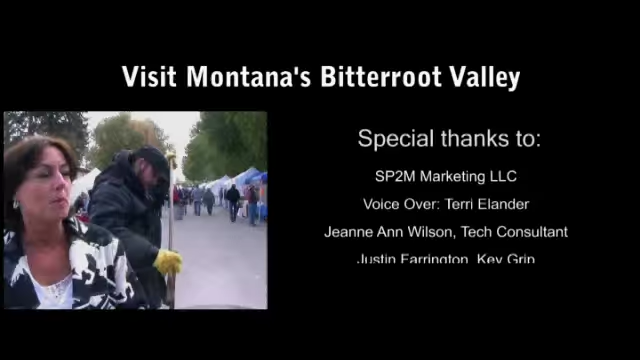 Visit Montana's Bitterroot Valley
Special thanks to:
SP2M Marketing LLC
Voice Over: Terri Elander
Jeanne Ann Wilson, Tech Consultant
Justin Farrington, Key Grip